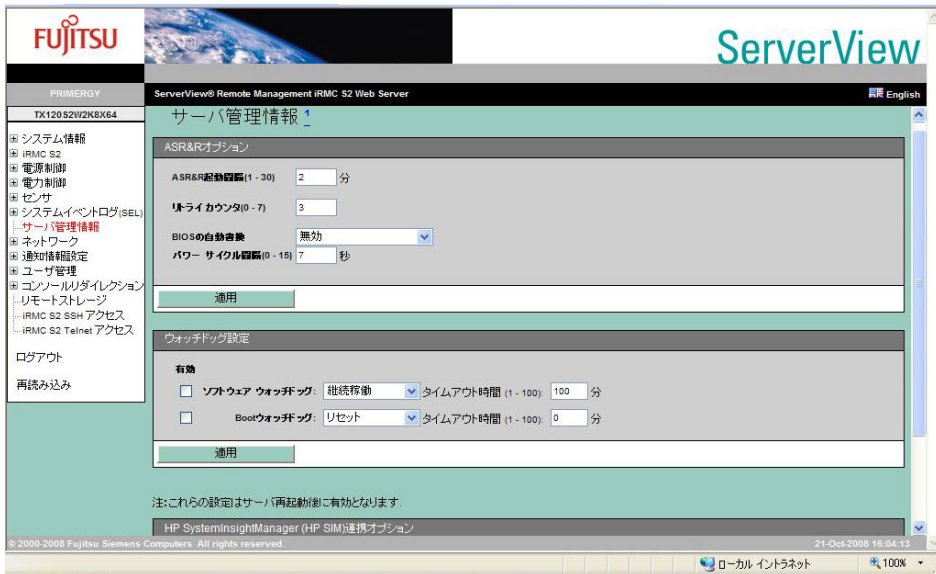 FUJITSU
ServerView
PRIMERGY
ServerView® Remote Management iRMC S2 Web Server
English
TX120S2W2K8X64
システム情報
iRMC S2
電源制御
電力制御
センサ
システムイベントログ(SEL)
サーバ管理情報
ネットワーク
通知情報設定
ユーザ管理
コンソールリダイレクション
リモートストレージ
iRMC S2 SSH アクセス
iRMC S2 Telnet アクセス
ログアウト
再読み込み
サーバ管理情報 1
ASR&Rオプション
ASR&R起動間隔(1 - 30) 2 分
リトライ カウンタ(0 - 7) 3
BIOSの自動書換 無効
パワー サイクル間隔(0 - 15) 7 秒
適用
ウォッチドッグ設定
有効
ソフトウェア ウォッチドッグ: 継続稼働 タイムアウト時間 (1 - 100): 100 分
Bootウォッチドッグ: リセット タイムアウト時間 (1 - 100): 0 分
適用
注:これらの設定はサーバ再起動後に有効となります.
HP SystemInsightManager (HP SIM)連携オプション
© 2000-2008 Fujitsu Siemens Computers All rights reserved.
21-Oct-2008 16:04:13
ローカル イントラネット
100%